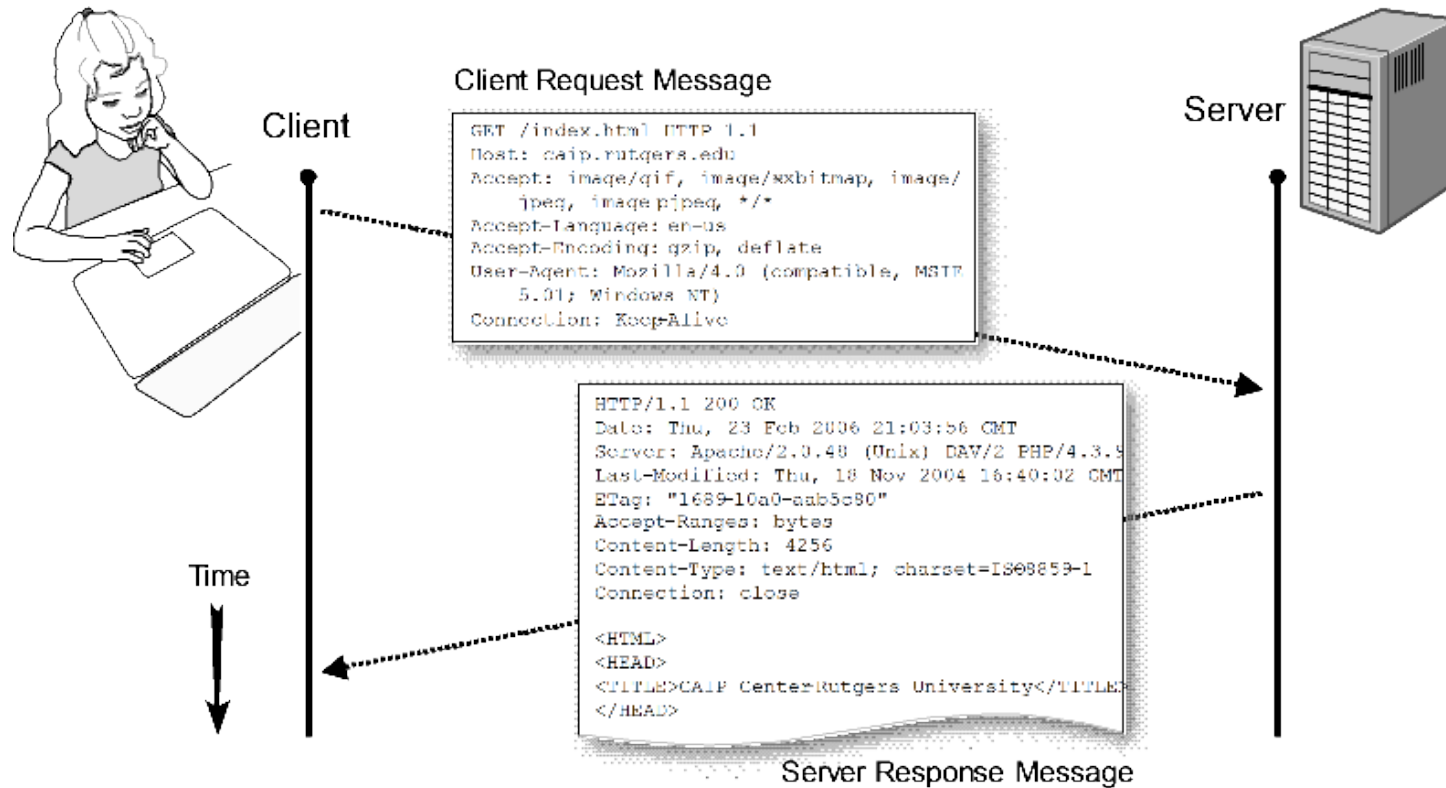 Client Request Message
Client
Server
GET /index.html HTTP 1.1
Host: caip.rutgers.edu
Accept: image/gif, image/xxbitmap, image/
jpeg, image pjpeg, */*
Accept-Language: en-us
Accept-Encoding: gzip, deflate
User-Agent: Mozilla/4.0 (compatible, MSIE
5.01; Windows NT)
Connection: Keep-Alive
HTTP/1.1 200 OK
Date: Thu, 23 Feb 2006 21:03:56 GMT
Server: Apache/2.0.48 (Unix) DAV/2 PHP/4.3.9
Last-Modified: Thu, 18 Nov 2004 16:40:02 GMT
ETag: "1689-10a0-aab5c80"
Accept-Ranges: bytes
Content-Length: 4256
Content-Type: text/html; charset=ISO8859-1
Connection: close
<HTML>
<HEAD>
<TITLE>CAIP Center-Rutgers University</TITLE>
</HEAD>
Time
Server Response Message